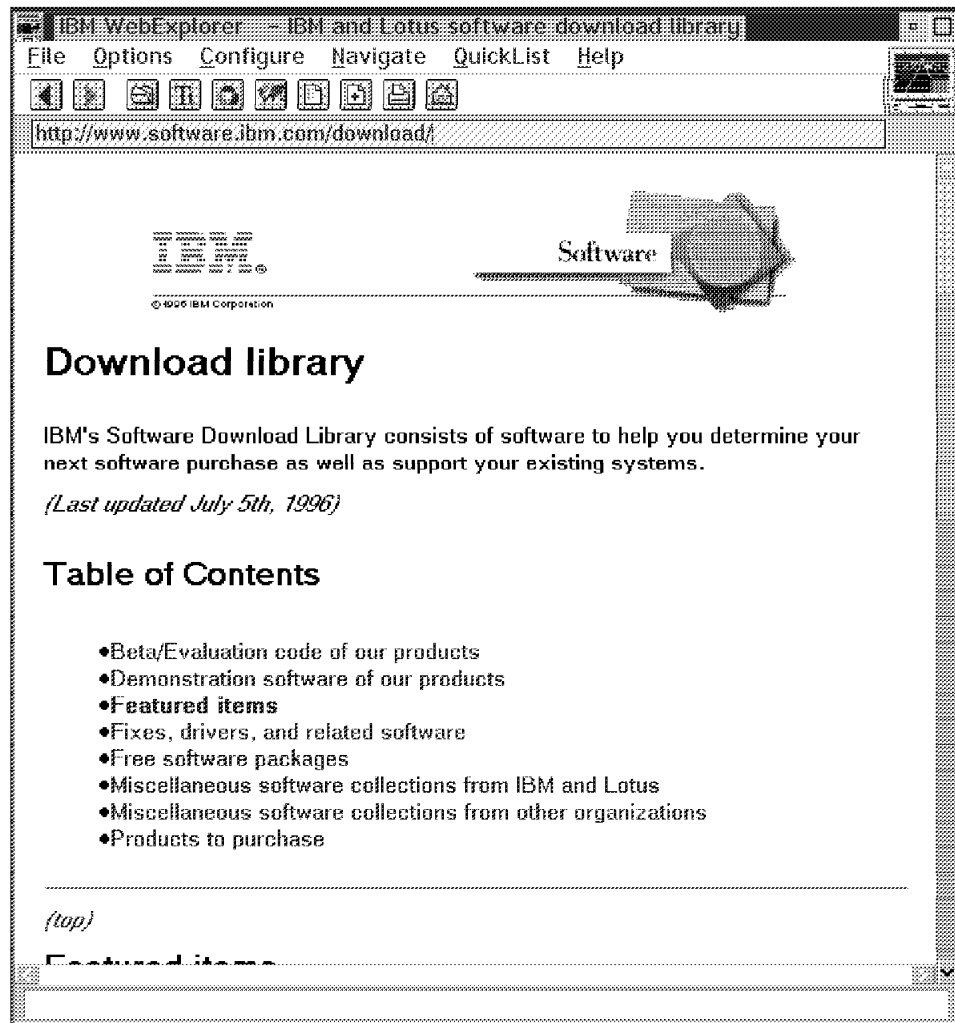 IBM WebExplorer – IBM and Lotus software download library
File Options Configure Navigate QuickList Help
http://www.software.ibm.com/download/
IBM®
Software
©1996 IBM Corporation
Download library
IBM's Software Download Library consists of software to help you determine your
next software purchase as well as support your existing systems.
(Last updated July 5th, 1996)
Table of Contents
●Beta/Evaluation code of our products
●Demonstration software of our products
●Featured items
●Fixes, drivers, and related software
●Free software packages
●Miscellaneous software collections from IBM and Lotus
●Miscellaneous software collections from other organizations
●Products to purchase
(top)
Featured items